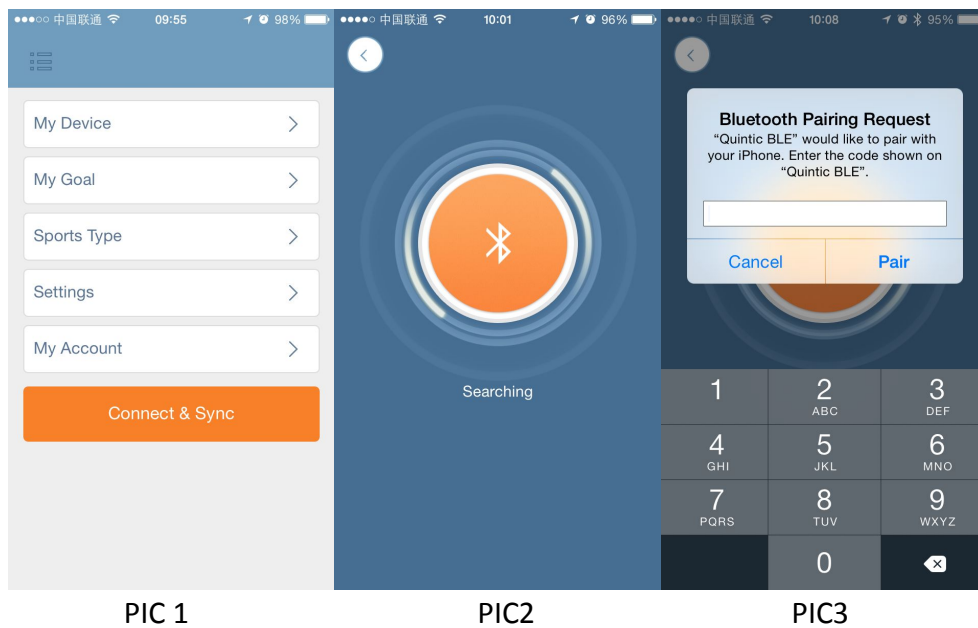 中国联通 09:55 98%
My Device
My Goal
Sports Type
Settings
My Account
Connect & Sync
PIC 1
中国联通 10:01 96%
Searching
PIC2
中国联通 10:08 95%
Bluetooth Pairing Request
“Quintic BLE” would like to pair with
your iPhone. Enter the code shown on
“Quintic BLE”.
Cancel Pair
1 2 3
ABC DEF
4 5 6
GHI JKL MNO
7 8 9
PQRS TUV WXYZ
0
PIC3